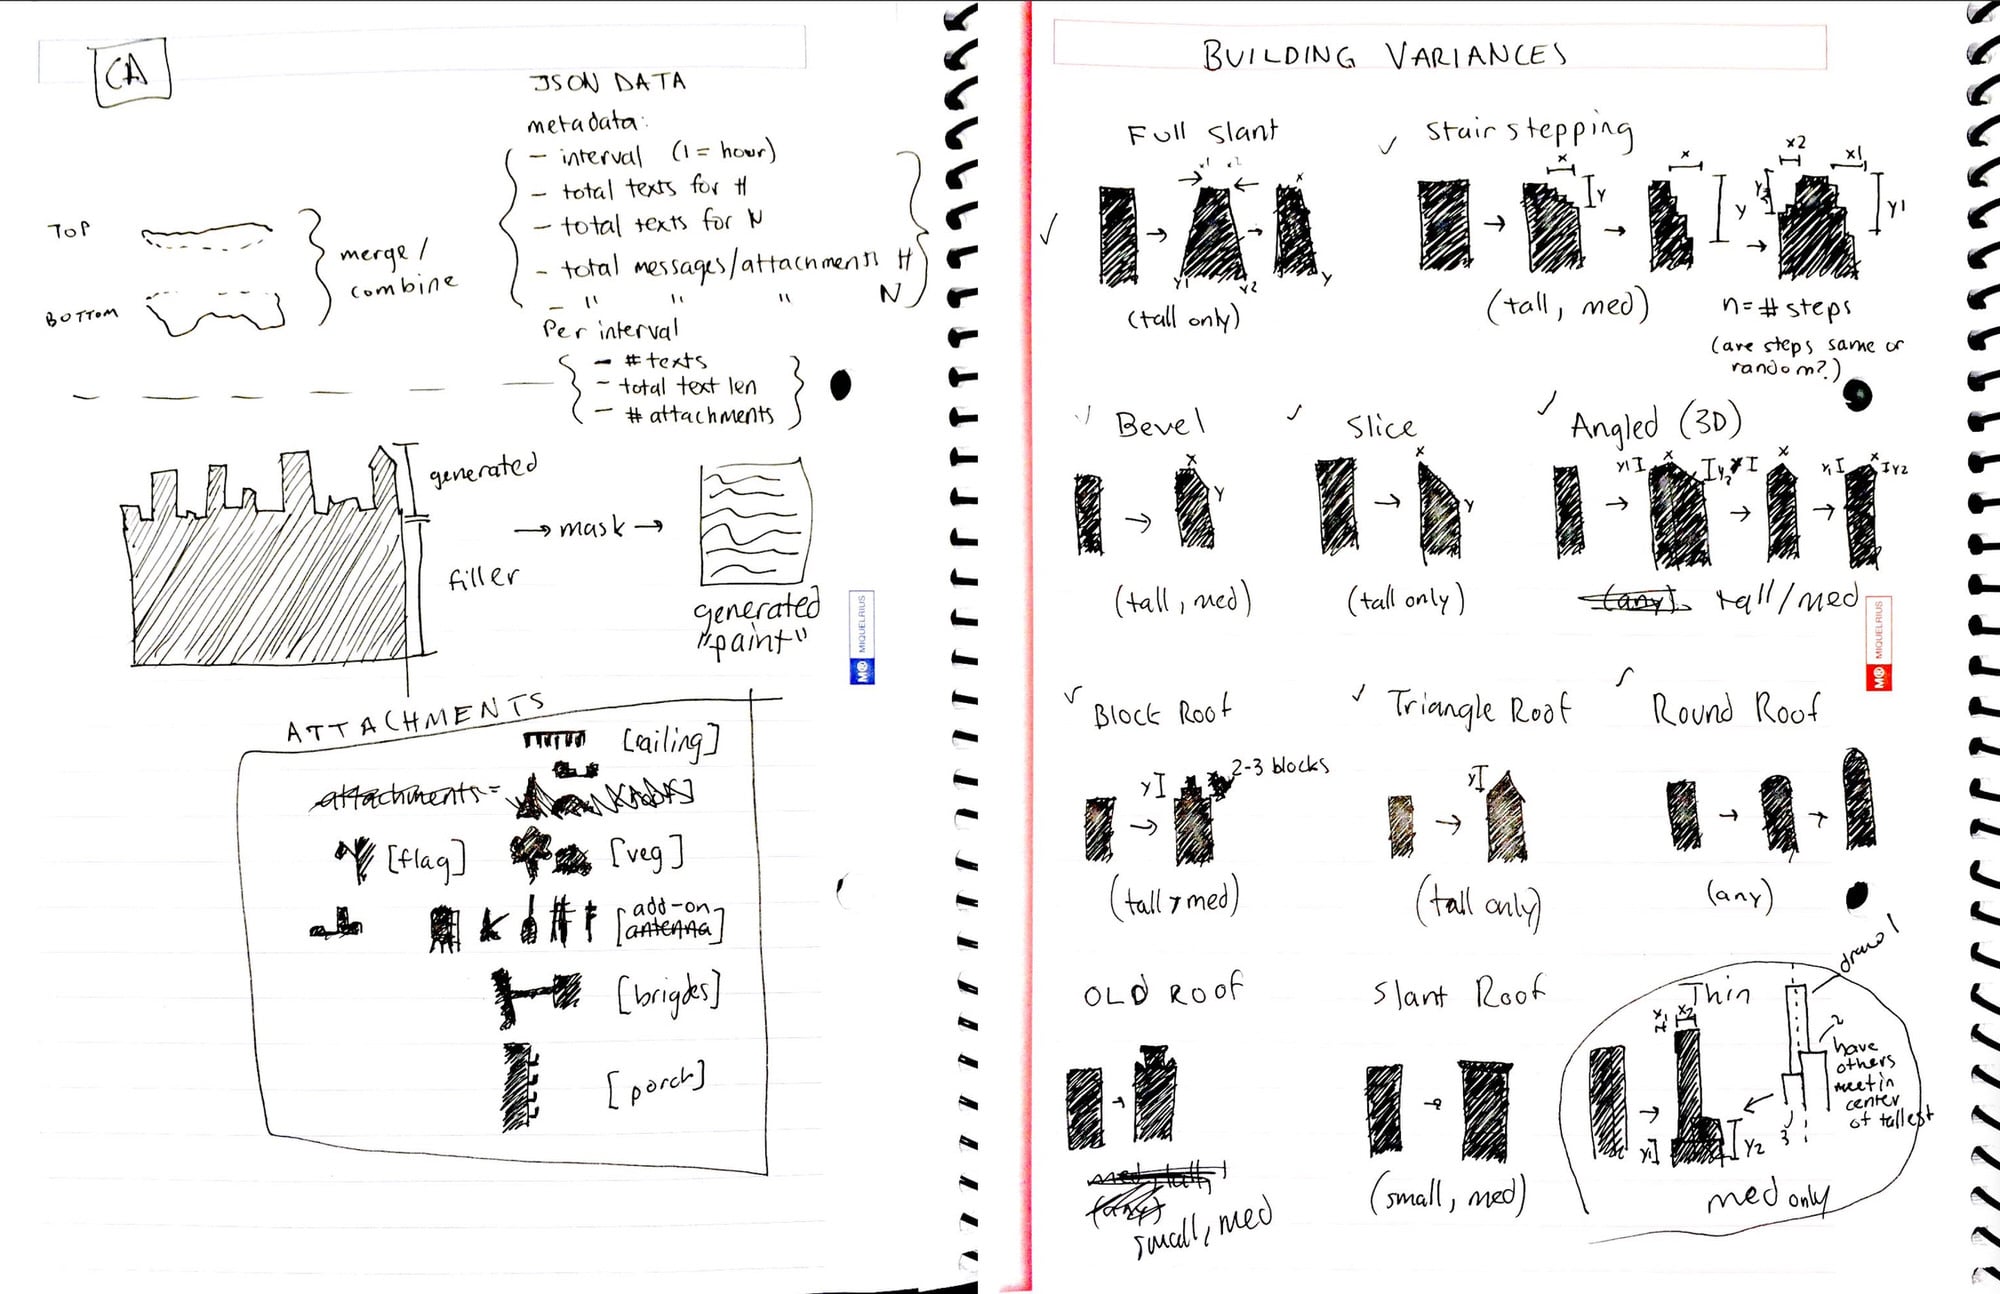 CA
JSON DATA
metadata:
- interval (1 = hour)
- total texts for H
- total texts for N
- total messages/attachments H
- " " " N
Per interval
- # texts
- total text len
- # attachments
TOP
BOTTOM
merge/
combine
generated
filler
→ mask →
generated
"paint"
MIQUELRIUS
ATTACHMENTS
[railing]
attachments =
[flag]
[veg]
add-on
[antenna]
[brigdes]
[porch]
BUILDING VARIANCES
Full Slant
x1 x2
x
y1 y2
y
(tall only)
✓ Stair stepping
x
y
x
y
x2
x1
y2
y1
(tall, med)
n = # steps
(are steps same or
random?.)
Bevel
x
y
(tall, med)
Slice
x
y
(tall only)
Angled (3D)
y1 x y2
x
y1 x y2
(any) tall/med
Block Roof
y
2-3 blocks
(tall, med)
Triangle Roof
y
(tall only)
Round Roof
(any)
OLD ROOF
med, tall,
(any)
small, med
Slant Roof
(small, med)
Thin
x1 x2
y1
y2
draw 1
2
have
others
meet in
center
of tallest
3
med only
MIQUELRIUS